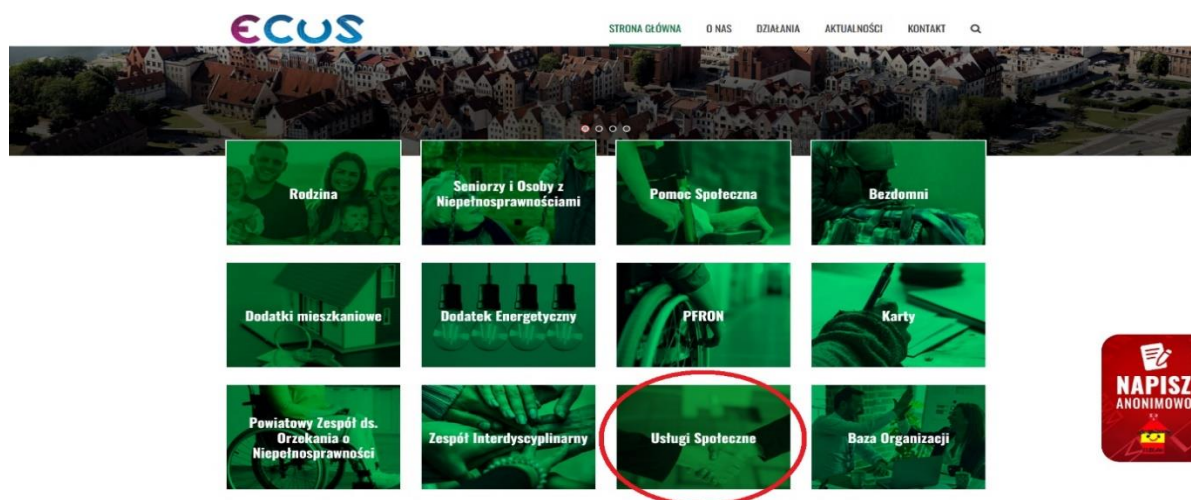 ECUS
STRONA GŁÓWNA O NAS DZIAŁANIA AKTUALNOŚCI KONTAKT
Rodzina
Seniorzy i Osoby z
Niepełnosprawnościami
Pomoc Społeczna
Bezdomni
Dodatki mieszkaniowe
Dodatek Energetyczny
PFRON
Karty
NAPISZ
ANONIMOWO
Powiatowy Zespół ds.
Orzekania o
Niepełnosprawności
Zespół Interdyscyplinarny
Usługi Społeczne
Baza Organizacji